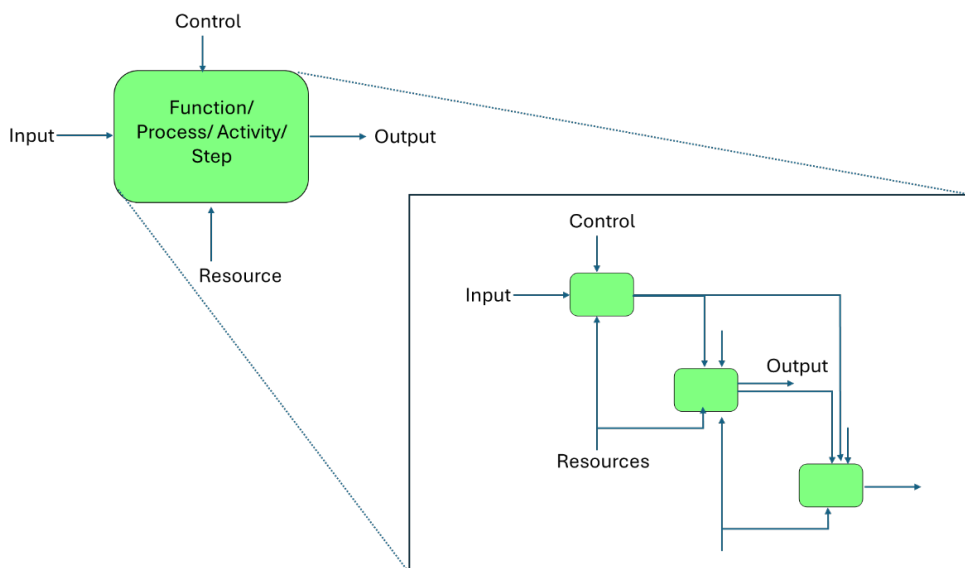 Control
Function/
Process/ Activity/
Step
Input
Output
Resource
Control
Input
Output
Resources